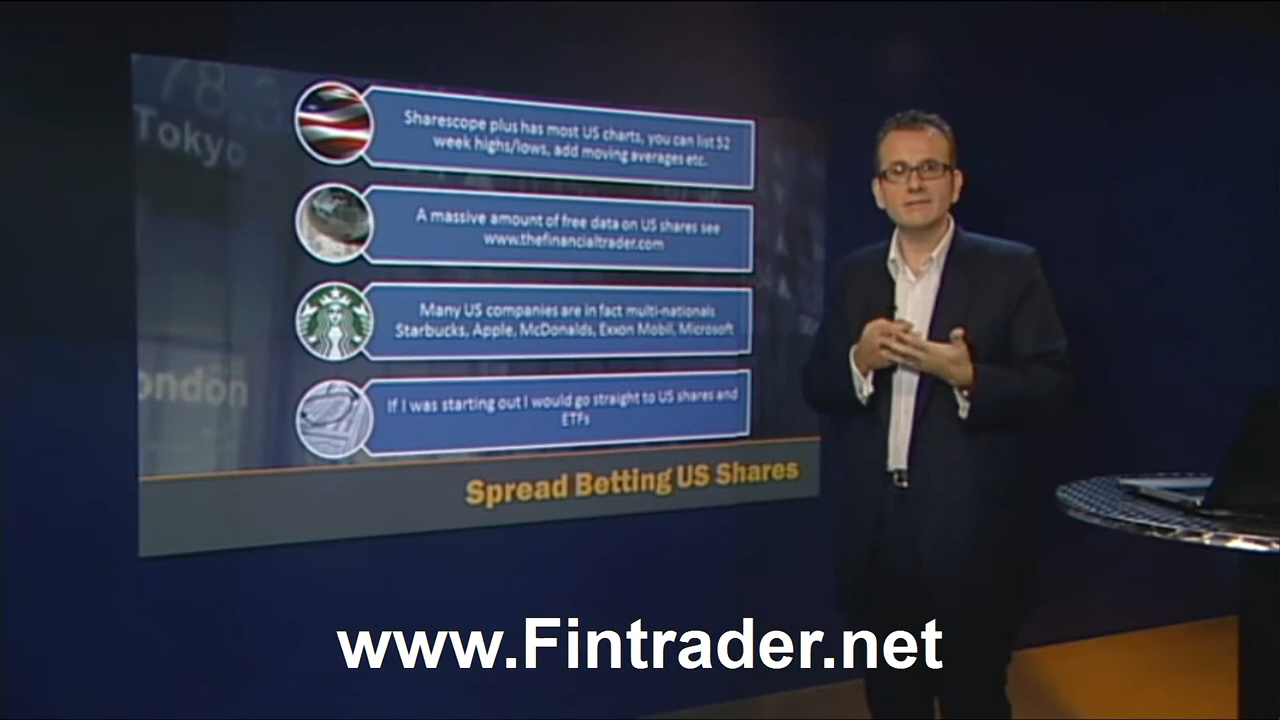 78.3
Tokyo
Sharescope plus has most US charts, you can list 52
week highs/lows, add moving averages etc.
A massive amount of free data on US shares see
www.thefinancialtrader.com
Many US companies are in fact multi-nationals
Starbucks, Apple, McDonalds, Exxon Mobil, Microsoft
ondon
If I was starting out I would go straight to US shares and
ETFs
Spread Betting US Shares
www.Fintrader.net